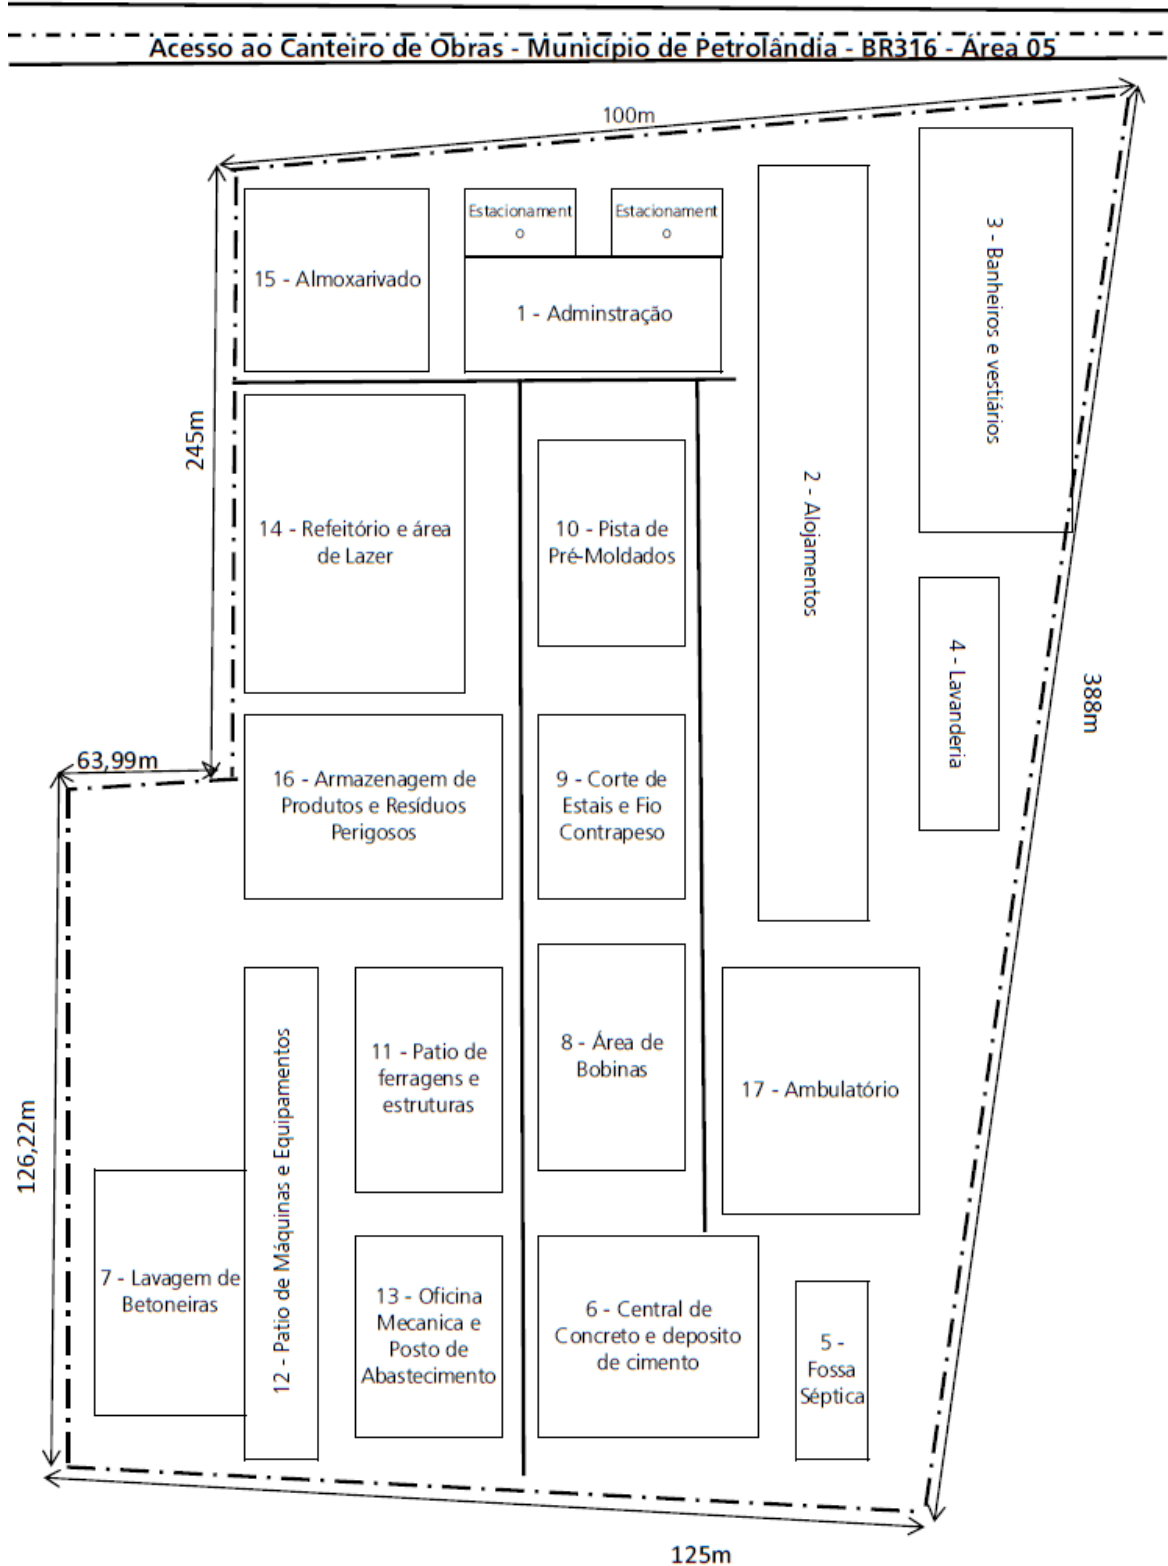 Acesso ao Canteiro de Obras - Município de Petrolândia - BR316 - Área 05
100m
Estacionament
o
Estacionament
o
15 - Almoxarivado
1 - Adminstração
3 - Banheiros e vestiários
245m
14 - Refeitório e área
de Lazer
10 - Pista de
Pré-Moldados
2 - Alojamentos
4 - Lavanderia
388m
63,99m
16 - Armazenagem de
Produtos e Resíduos
Perigosos
9 - Corte de
Estais e Fio
Contrapeso
11 - Patio de
ferragens e
estruturas
8 - Área de
Bobinas
17 - Ambulatório
126,22m
12 - Patio de Máquinas e Equipamentos
7 - Lavagem de
Betoneiras
13 - Oficina
Mecanica e
Posto de
Abastecimento
6 - Central de
Concreto e deposito
de cimento
5 -
Fossa
Séptica
125m